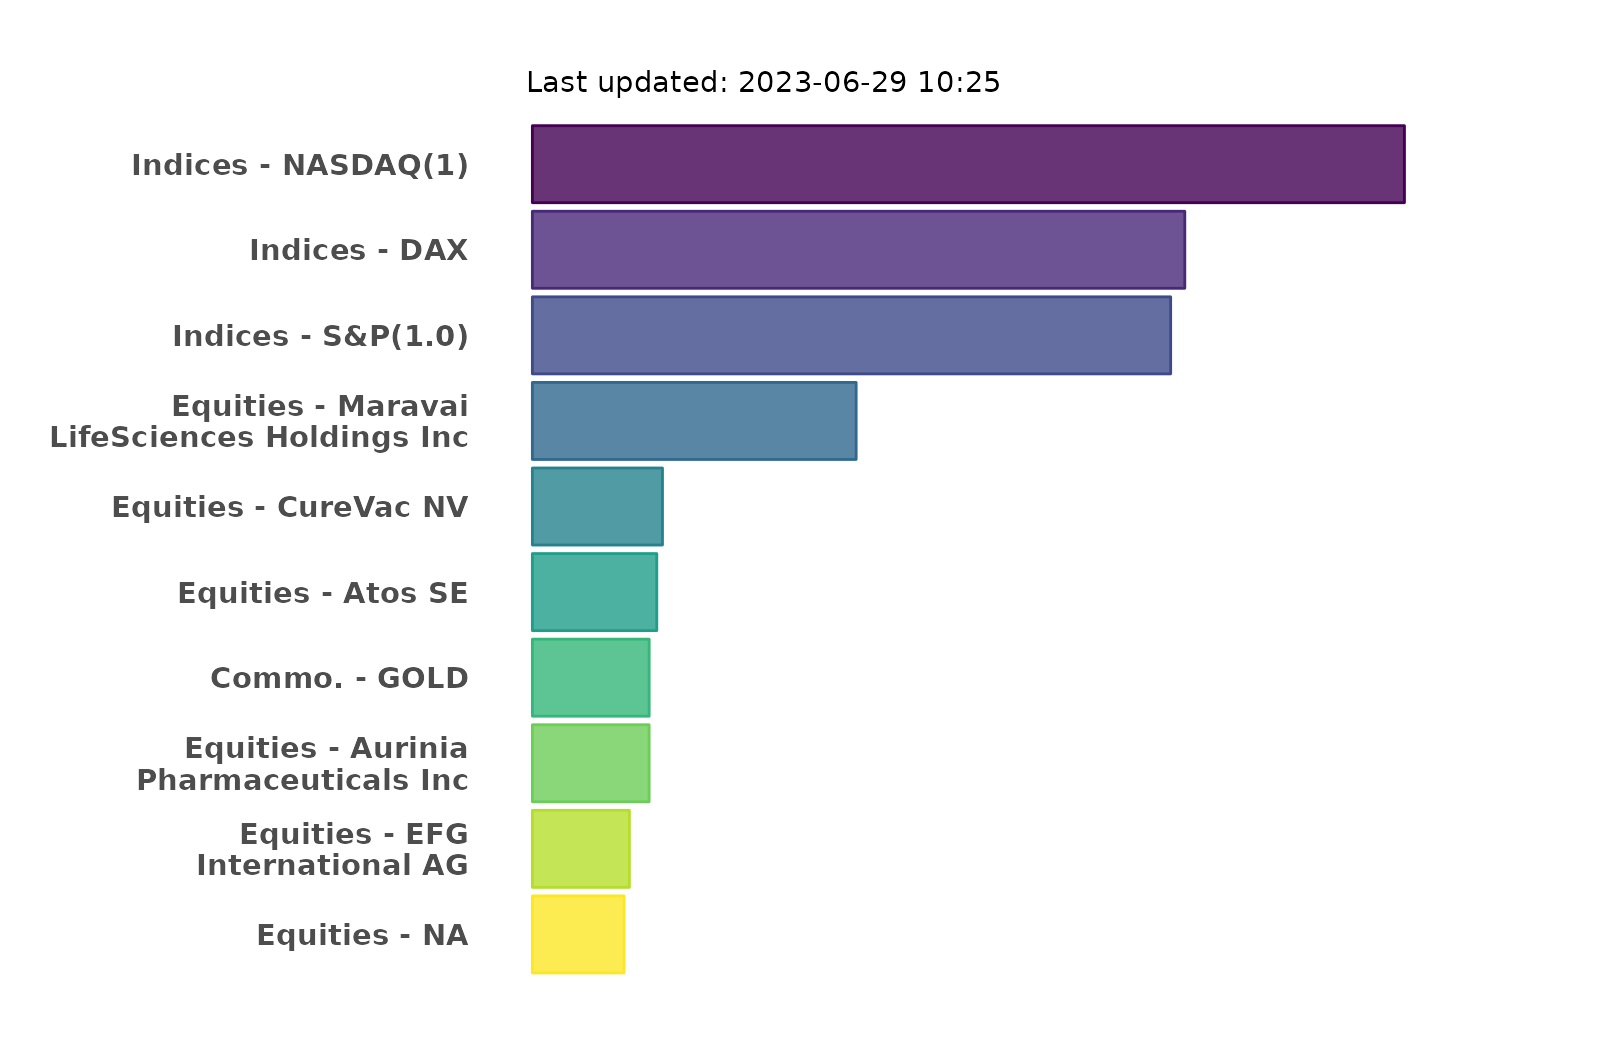 Last updated: 2023-06-29 10:25
Indices - NASDAQ(1)
Indices - DAX
Indices - S&P(1.0)
Equities - Maravai
LifeSciences Holdings Inc
Equities - CureVac NV
Equities - Atos SE
Commo. - GOLD
Equities - Aurinia
Pharmaceuticals Inc
Equities - EFG
International AG
Equities - NA